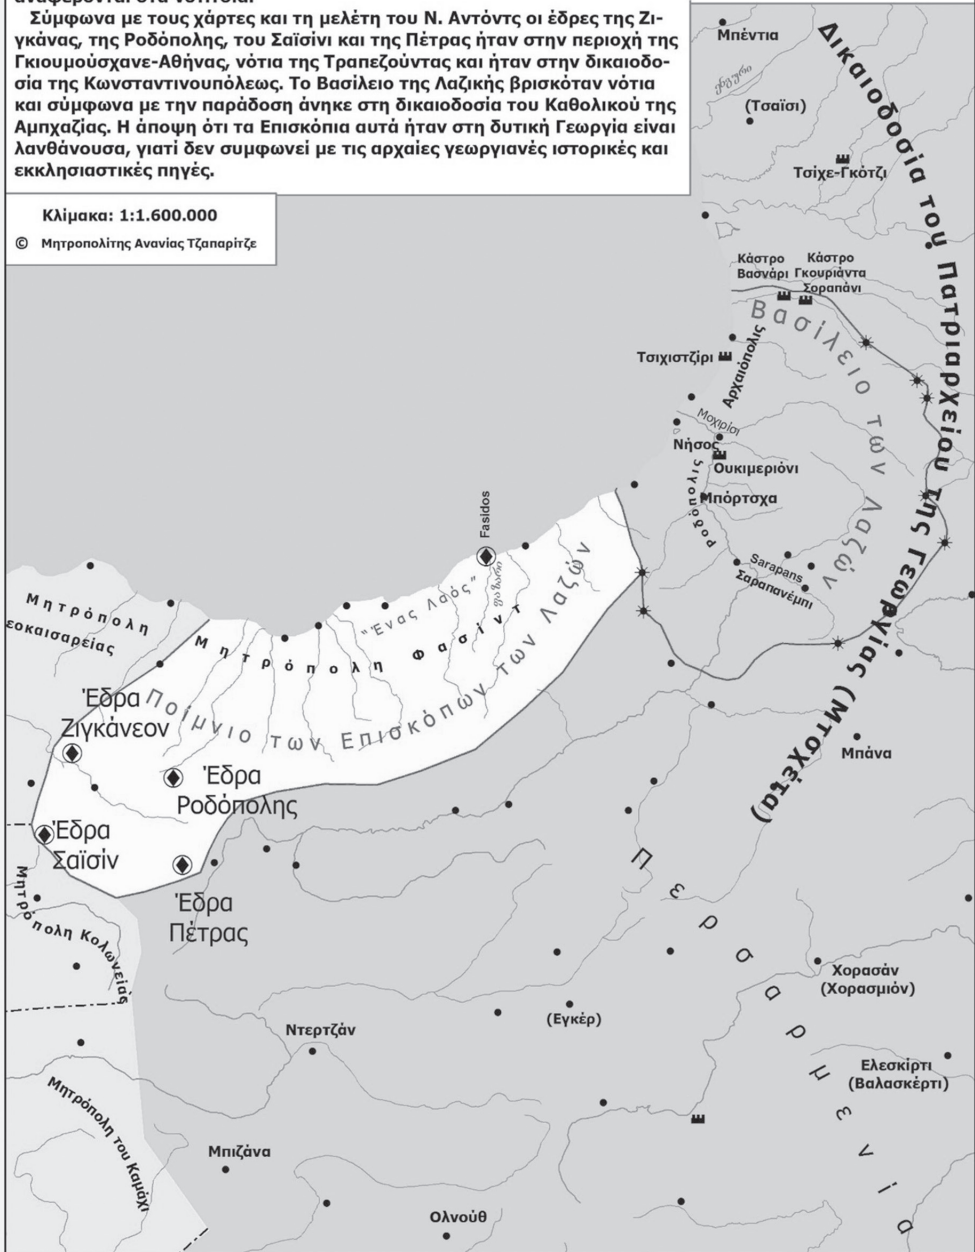 Σύμφωνα με τους χάρτες και τη μελέτη του Ν. Αντόντς οι έδρες της Ζι-
γκάνας, της Ροδόπολης, του Σαϊσίνι και της Πέτρας ήταν στην περιοχή της
Γκιουμούσχανε-Αθήνας, νότια της Τραπεζούντας και ήταν στην δικαιοδο-
σία της Κωνσταντινουπόλεως. Το Βασίλειο της Λαζικής βρισκόταν νότια
και σύμφωνα με την παράδοση άνηκε στη δικαιοδοσία του Καθολικού της
Αμπχαζίας. Η άποψη ότι τα Επισκόπια αυτά ήταν στη δυτική Γεωργία είναι
λανθάνουσα, γιατί δεν συμφωνεί με τις αρχαίες γεωργιανές ιστορικές και
εκκλησιαστικές πηγές.
Κλίμακα: 1:1.600.000
© Μητροπολίτης Ανανίας Τζαπαρίτζε
Μπέντια
ენგური
(Τσαϊσι)
Τσίχε-Γκότζι
Δικαιοδοσία του Πατριαρχείου της Γεωργίας (Μτσχέτα)
Κάστρο
Βασνάρι
Κάστρο
Γκουριάντα
Σοραπάνι
Βασίλειο των Λαζών
Τσιχιστζίρι
Αρχαιόπολις
Μοχιρίσι
Νήσος
Ουκιμεριόνι
Ροδόπολις
Μπόρτσχα
Sarapans
Σαραπανέμπι
Fasidos
"Ένας Λαός"
Μητρόπολη
εοκαισαρείας
Μητρόπολη Φασίντ
Ποίμνιο των Επισκόπων των Λαζών
Έδρα
Ζιγκάνεον
Έδρα
Ροδόπολης
Έδρα
Σαϊσίν
Έδρα
Πέτρας
Μπάνα
Μητρόπολη Κολωνείας
Περσαρμενία
Χορασάν
(Χορασμιόν)
(Εγκέρ)
Ντερτζάν
Ελεσκίρτι
(Βαλασκέρτι)
Μητρόπολη του Καμάχι
Μπιζάνα
Ολνούθ